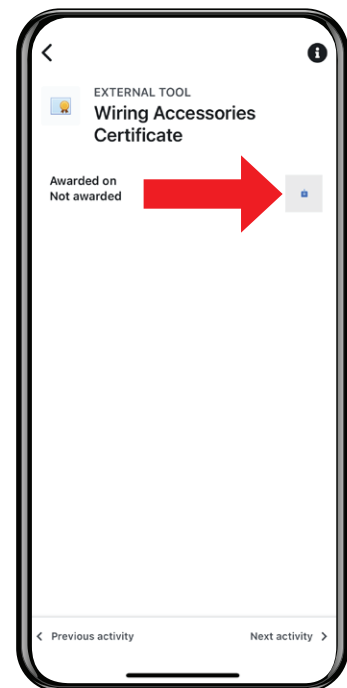 EXTERNAL TOOL
Wiring Accessories
Certificate
Awarded on
Not awarded
Previous activity
Next activity